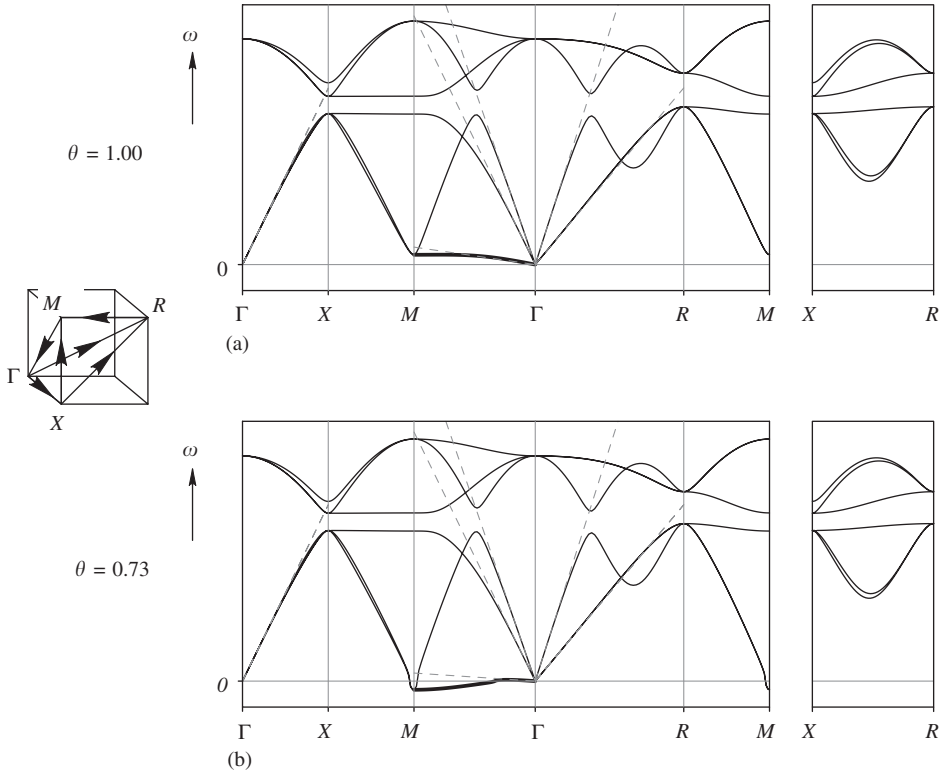 ω
θ = 1.00
0
Γ X M Γ R M X R
(a)
M R
Γ
X
ω
θ = 0.73
0
Γ X M Γ R M X R
(b)